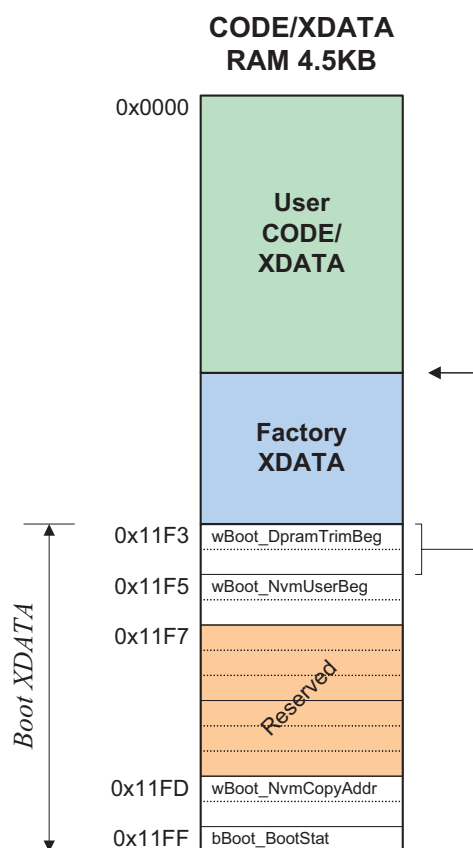 CODE/XDATA
RAM 4.5KB
0x0000
User
CODE/
XDATA
Factory
XDATA
Boot XDATA
0x11F3
wBoot_DpramTrimBeg
0x11F5
wBoot_NvmUserBeg
0x11F7
Reserved
0x11FD
wBoot_NvmCopyAddr
0x11FF
bBoot_BootStat